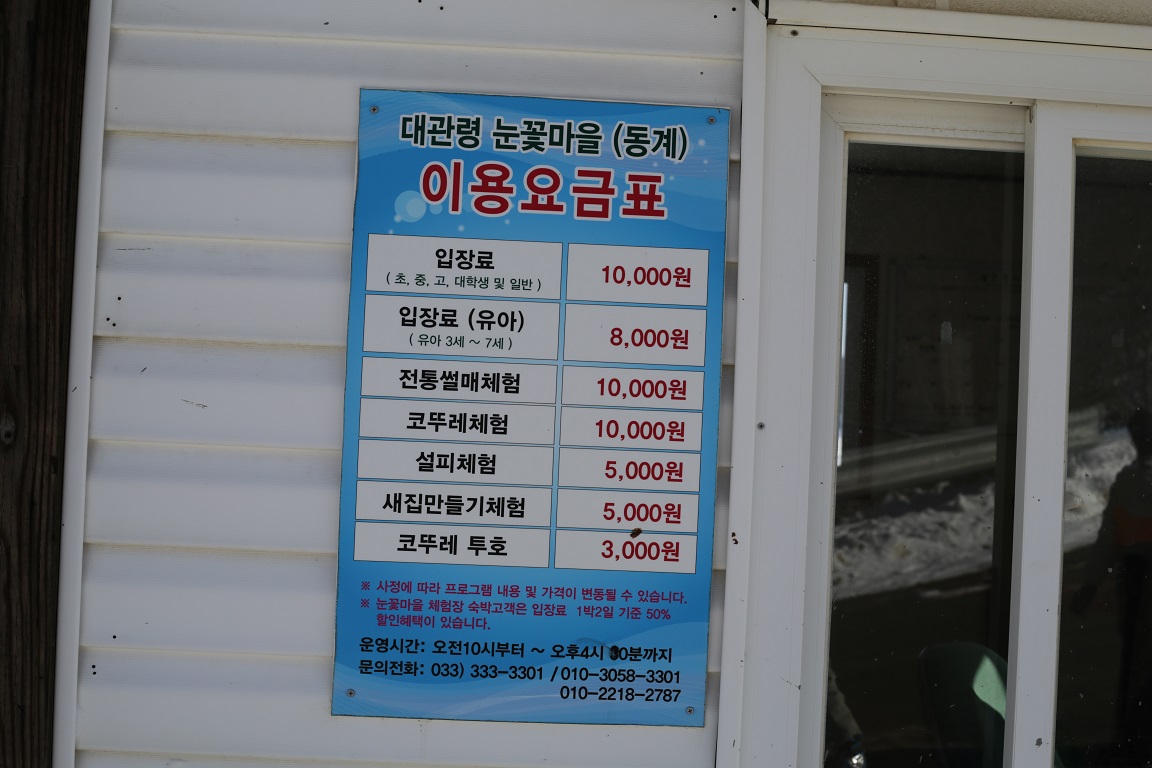 대관령 눈꽃마을 (동계)
이용요금표
입장료
( 초, 중, 고, 대학생 및 일반 )
10,000원
입장료 (유아)
( 유아 3세 ~ 7세 )
8,000원
전통썰매체험
10,000원
코뚜레체험
10,000원
설피체험
5,000원
새집만들기체험
5,000원
코뚜레 투호
3,000원
※ 사정에 따라 프로그램 내용 및 가격이 변동될 수 있습니다.
※ 눈꽃마을 체험장 숙박고객은 입장료 1박2일 기준 50%
할인혜택이 있습니다.
운영시간: 오전10시부터 ~ 오후4시 30분까지
문의전화: 033) 333-3301 / 010-3058-3301
010-2218-2787